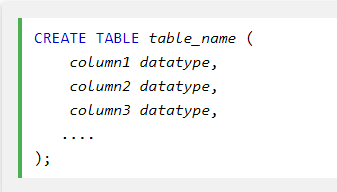 CREATE TABLE table_name (
    column1 datatype,
    column2 datatype,
    column3 datatype,
   ....
);